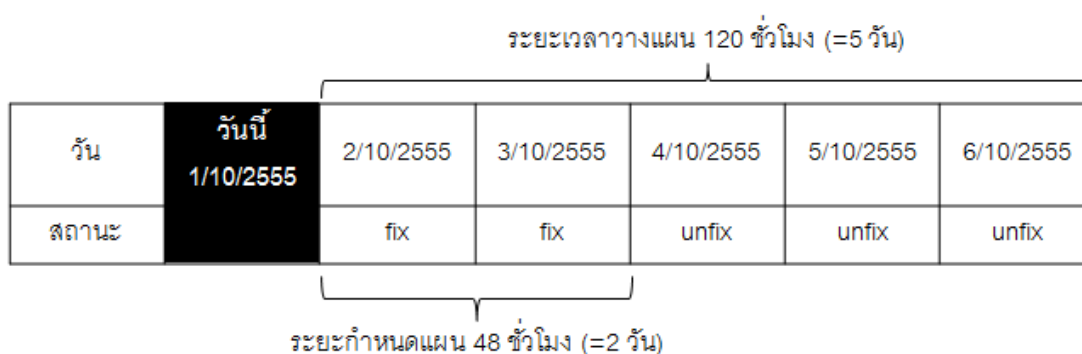 ระยะเวลาวางแผน 120 ชั่วโมง (=5 วัน)
วัน วันนี้ 1/10/2555 2/10/2555 3/10/2555 4/10/2555 5/10/2555 6/10/2555
สถานะ fix fix unfix unfix unfix
ระยะกำหนดแผน 48 ชั่วโมง (=2 วัน)